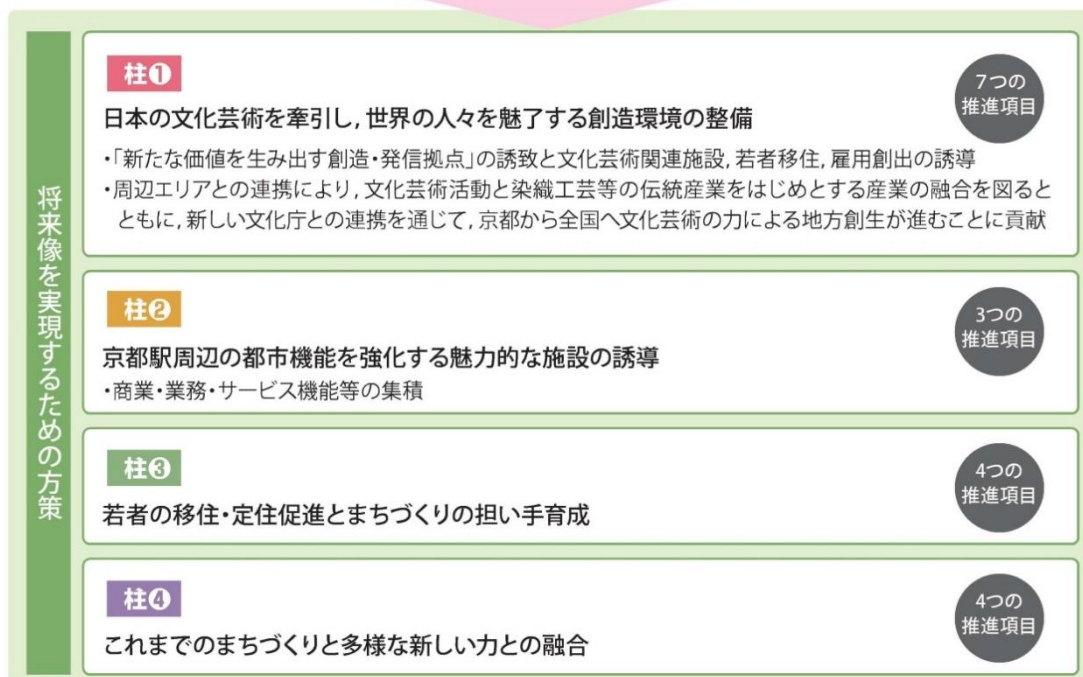 将来像を実現するための方策
柱❶
7つの
推進項目
日本の文化芸術を牽引し，世界の人々を魅了する創造環境の整備
・「新たな価値を生み出す創造・発信拠点」の誘致と文化芸術関連施設，若者移住，雇用創出の誘導
・周辺エリアとの連携により，文化芸術活動と染織工芸等の伝統産業をはじめとする産業の融合を図ると
ともに，新しい文化庁との連携を通じて，京都から全国へ文化芸術の力による地方創生が進むことに貢献
柱❷
3つの
推進項目
京都駅周辺の都市機能を強化する魅力的な施設の誘導
・商業・業務・サービス機能等の集積
柱❸
4つの
推進項目
若者の移住・定住促進とまちづくりの担い手育成
柱❹
4つの
推進項目
これまでのまちづくりと多様な新しい力との融合